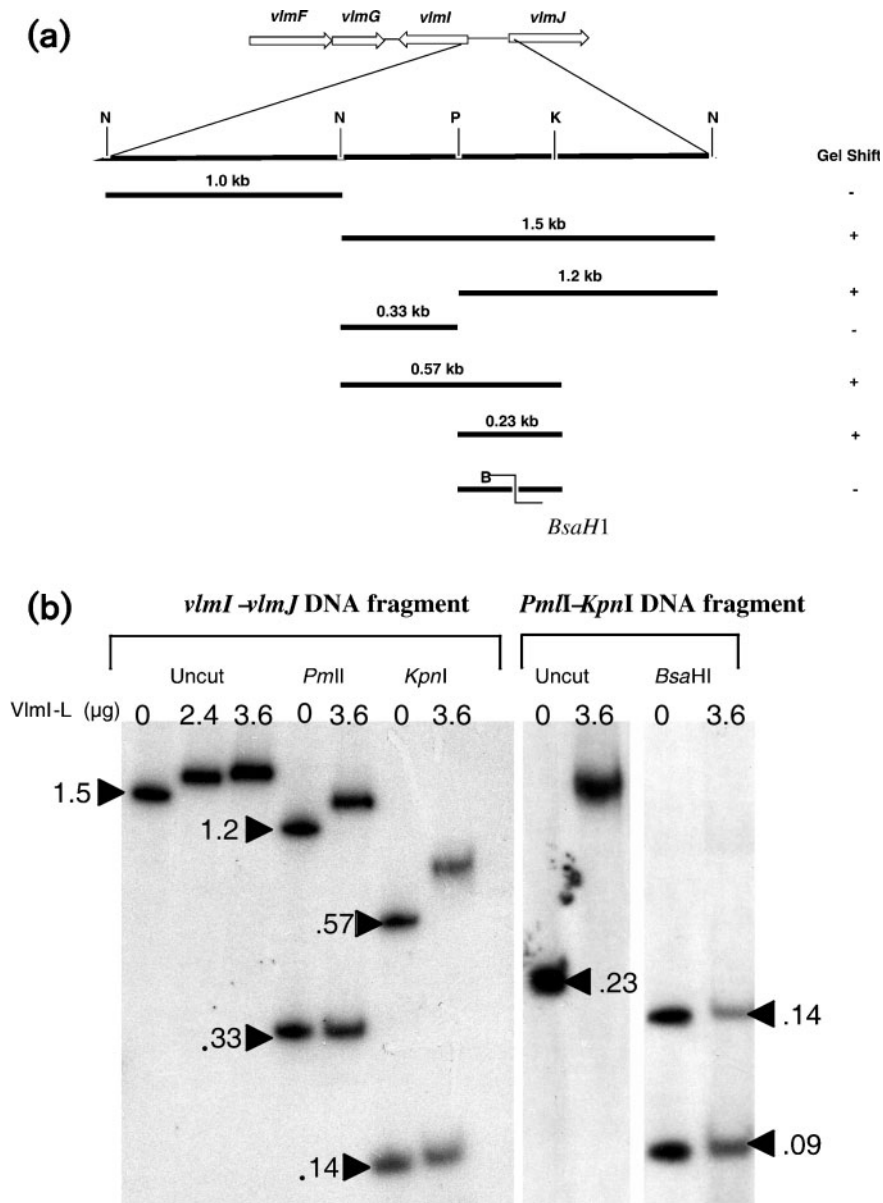 (a)
vlmF vlmG vlmI vlmJ
N N P K N
Gel Shift
1.0 kb -
1.5 kb +
1.2 kb +
0.33 kb -
0.57 kb +
0.23 kb +
B -
BsaH1
(b)
vlmI –vlmJ DNA fragment PmlI–KpnI DNA fragment
Uncut PmlI KpnI Uncut BsaHI
VlmI-L (µg) 0 2.4 3.6 0 3.6 0 3.6 0 3.6 0 3.6
1.5
1.2
.57
.23
.14
.33
.09
.14